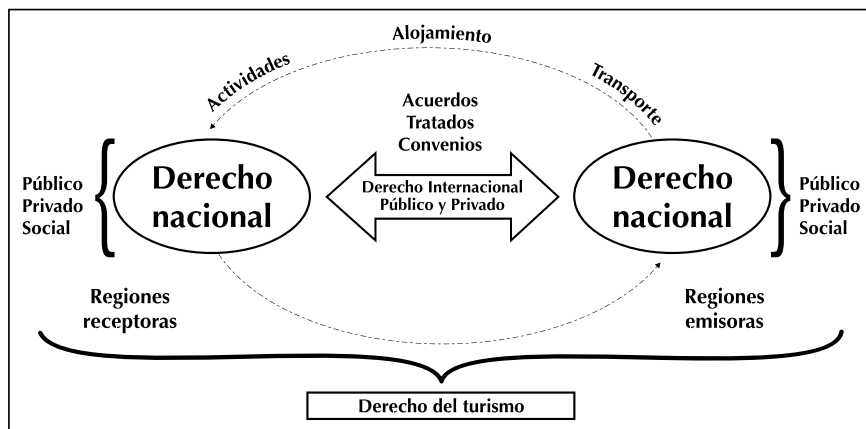 Alojamiento
Actividades
Transporte
Acuerdos
Tratados
Convenios
Público
Privado
Social
Derecho
nacional
Derecho Internacional
Público y Privado
Derecho
nacional
Público
Privado
Social
Regiones
receptoras
Regiones
emisoras
Derecho del turismo